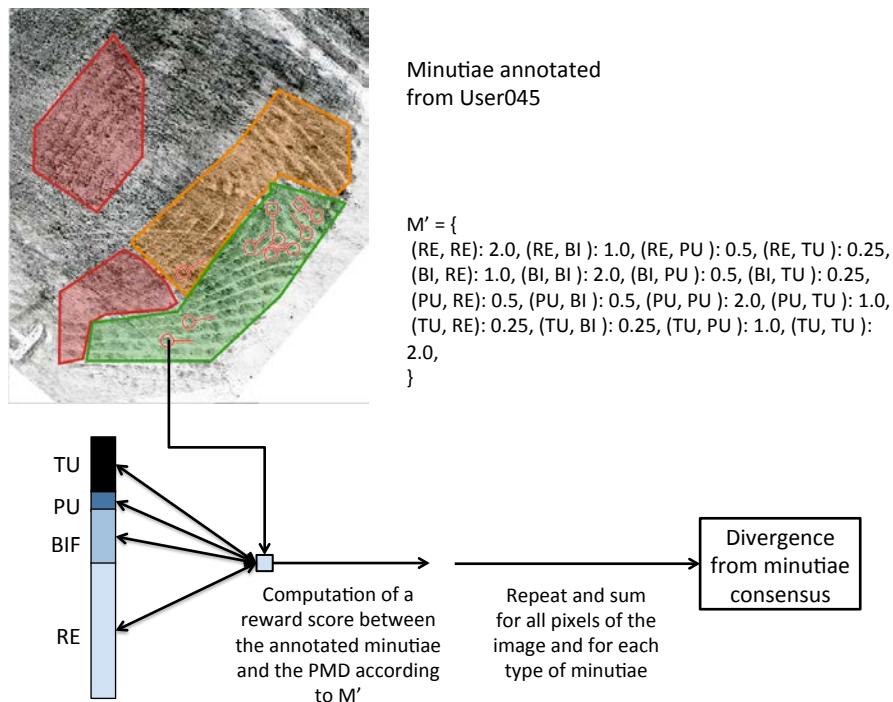 Minutiae annotated
from User045
M’ = {
(RE, RE): 2.0, (RE, BI ): 1.0, (RE, PU ): 0.5, (RE, TU ): 0.25,
(BI, RE): 1.0, (BI, BI ): 2.0, (BI, PU ): 0.5, (BI, TU ): 0.25,
(PU, RE): 0.5, (PU, BI ): 0.5, (PU, PU ): 2.0, (PU, TU ): 1.0,
(TU, RE): 0.25, (TU, BI ): 0.25, (TU, PU ): 1.0, (TU, TU ):
2.0,
}
TU
PU
BIF
RE
Computation of a
reward score between
the annotated minutiae
and the PMD according
to M’
Repeat and sum
for all pixels of the
image and for each
type of minutiae
Divergence
from minutiae
consensus